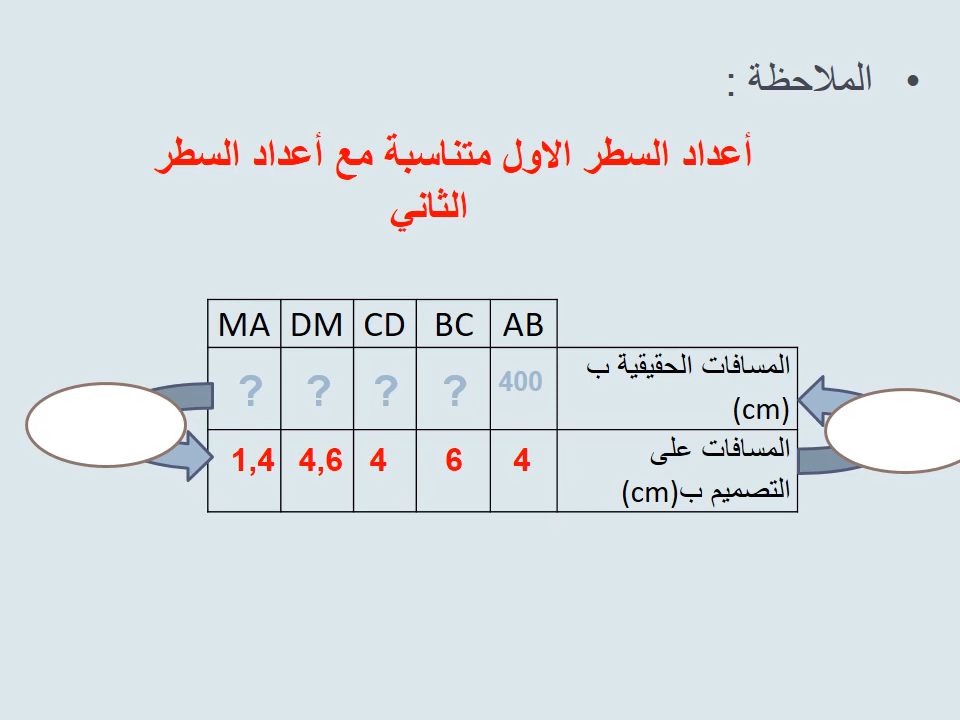 • الملاحظة :
أعداد السطر الاول متناسبة مع أعداد السطر
الثاني
MA DM CD BC AB
المسافات الحقيقية ب
(cm)
400 ? ? ? ?
المسافات على
التصميم ب(cm)
4 6 4 4,6 1,4